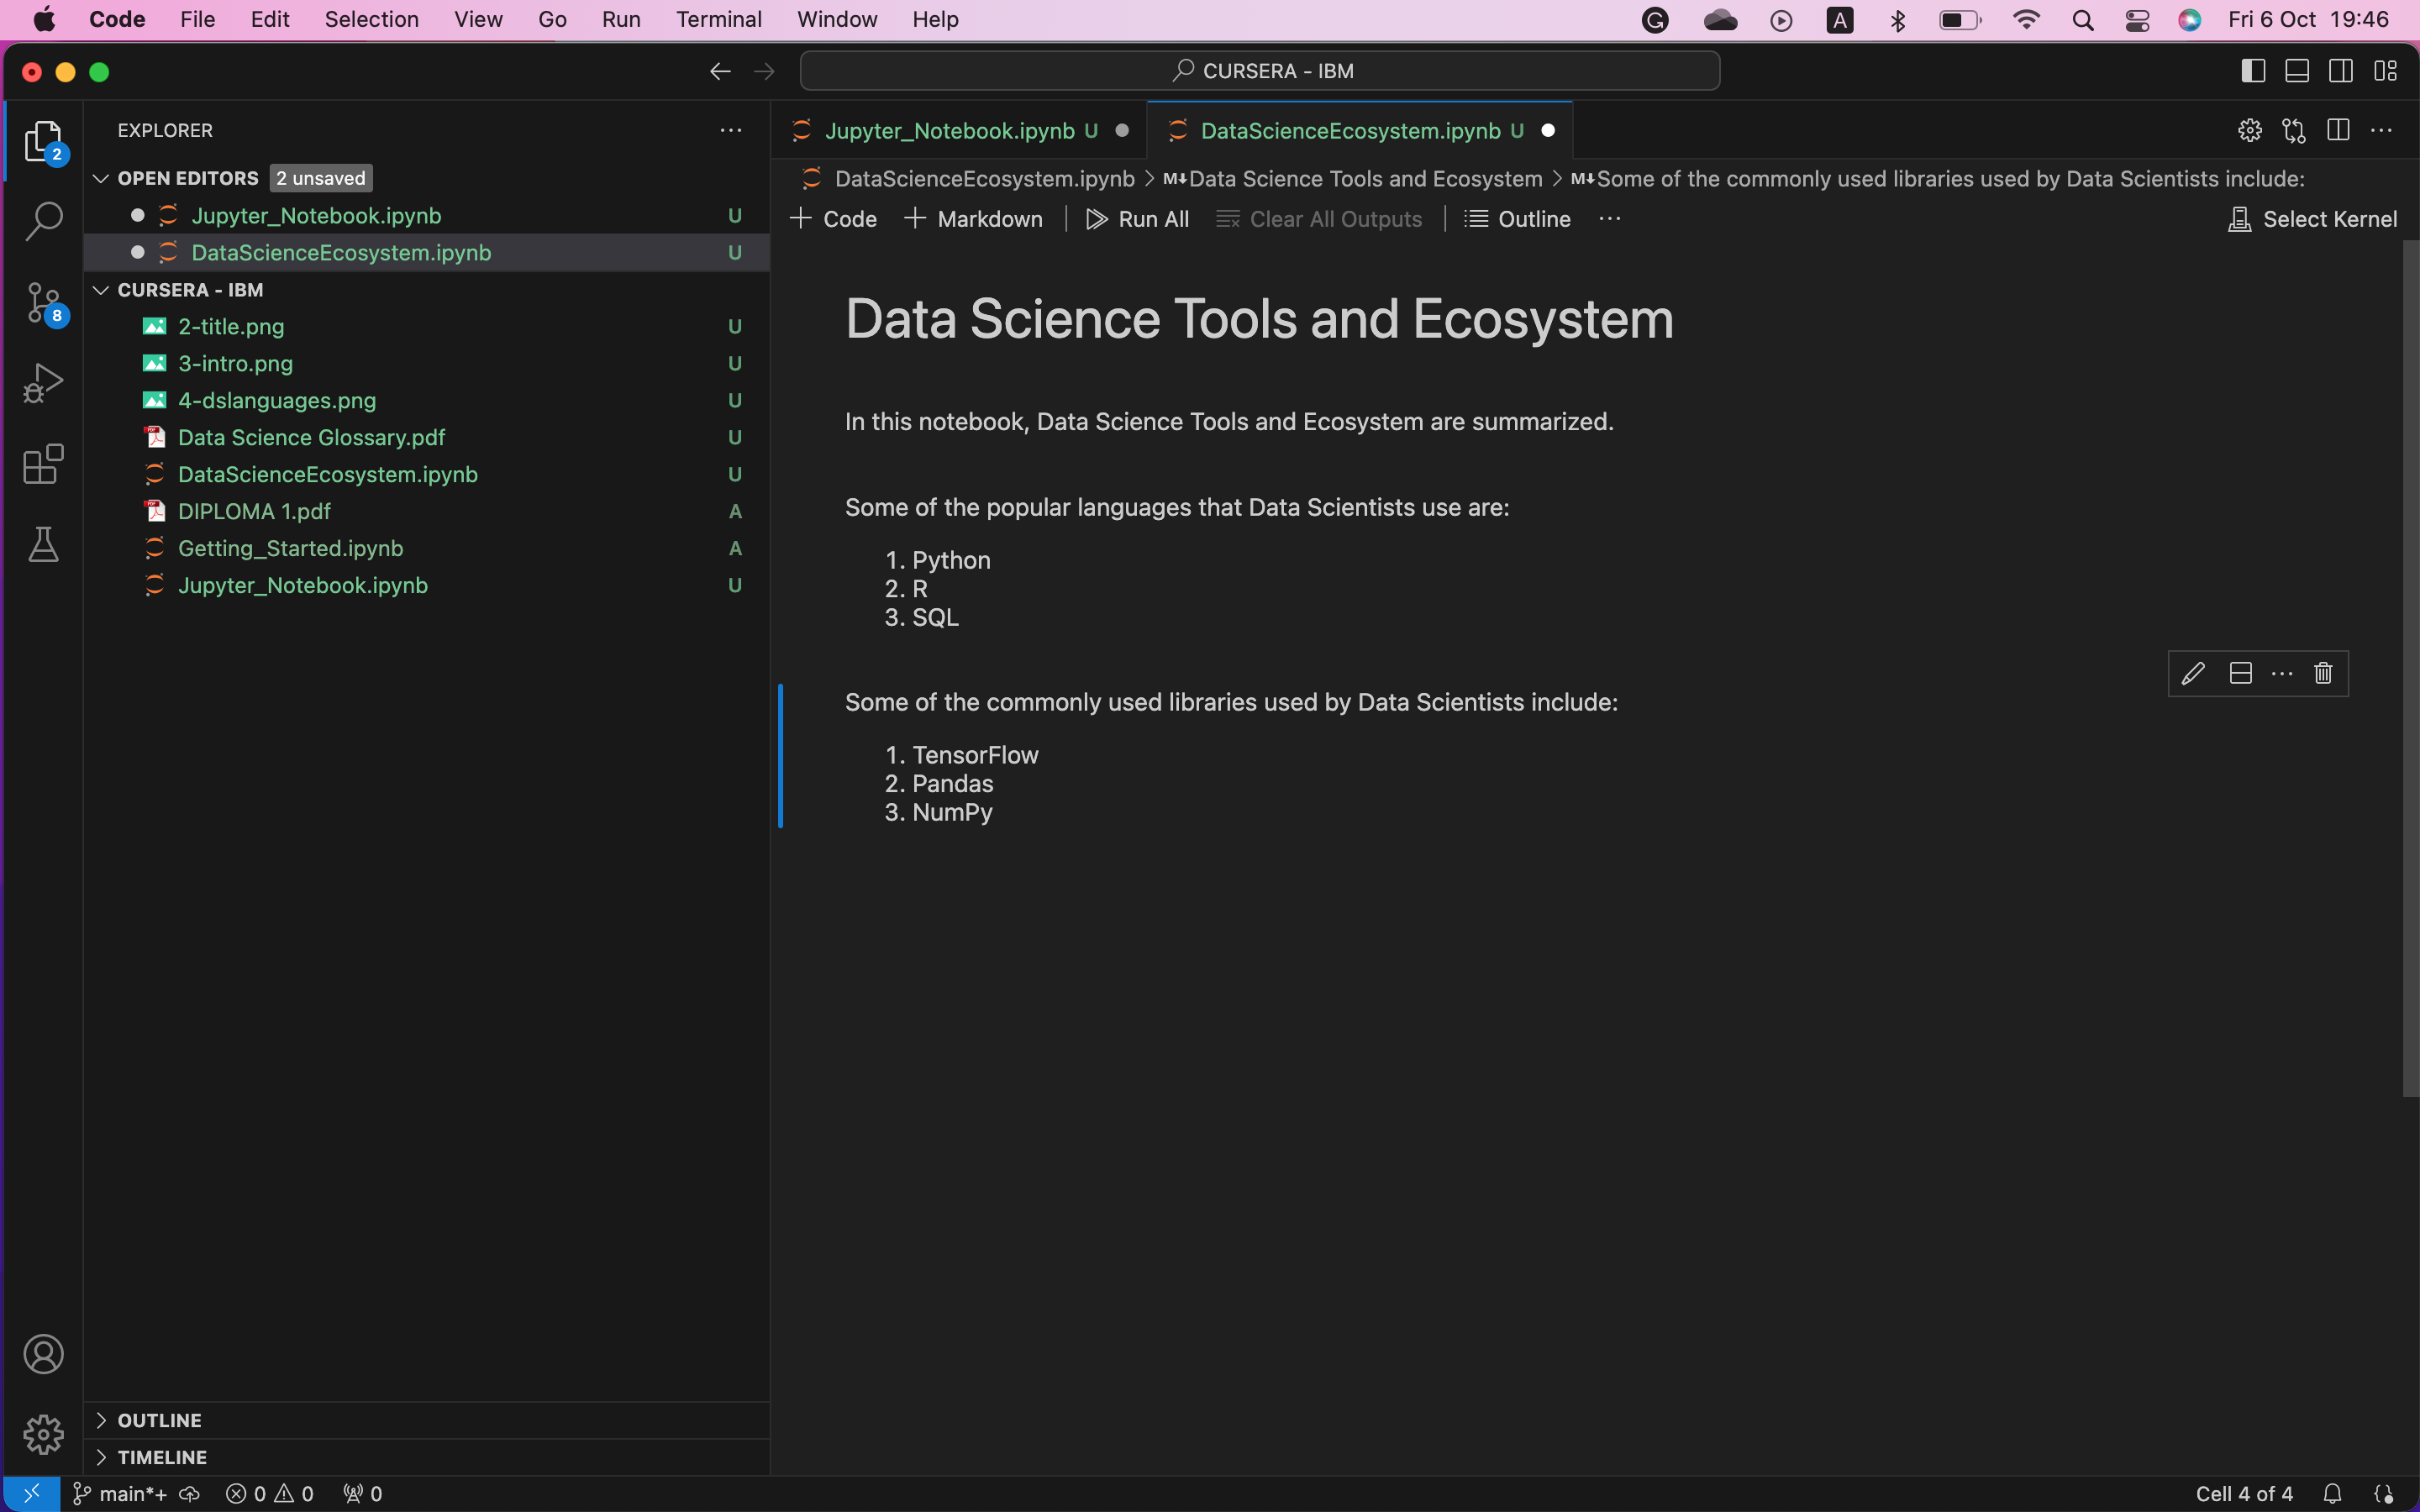 Code File Edit Selection View Go Run Terminal Window Help A Fri 6 Oct 19:46
CURSERA - IBM
EXPLORER
OPEN EDITORS 2 unsaved
Jupyter_Notebook.ipynb U
DataScienceEcosystem.ipynb U
CURSERA - IBM
2-title.png U
3-intro.png U
4-dslanguages.png U
Data Science Glossary.pdf U
DataScienceEcosystem.ipynb U
DIPLOMA 1.pdf A
Getting_Started.ipynb A
Jupyter_Notebook.ipynb U
2
8
OUTLINE
TIMELINE
Jupyter_Notebook.ipynb U DataScienceEcosystem.ipynb U
DataScienceEcosystem.ipynb > M↓Data Science Tools and Ecosystem > M↓Some of the commonly used libraries used by Data Scientists include:
+ Code + Markdown | Run All Clear All Outputs | Outline ... Select Kernel
Data Science Tools and Ecosystem
In this notebook, Data Science Tools and Ecosystem are summarized.
Some of the popular languages that Data Scientists use are:
1. Python
2. R
3. SQL
Some of the commonly used libraries used by Data Scientists include:
1. TensorFlow
2. Pandas
3. NumPy
main*+ 0 0 0 Cell 4 of 4